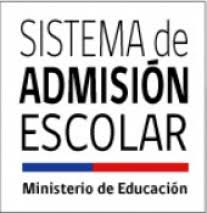 SISTEMA de
ADMISIÓN
ESCOLAR
Ministerio de Educación